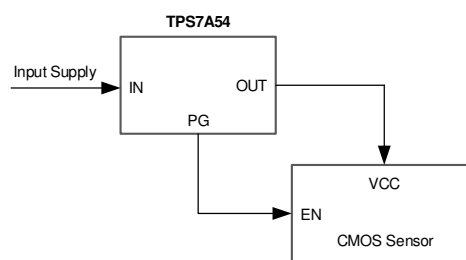 TPS7A54
Input Supply
IN
OUT
PG
VCC
EN
CMOS Sensor